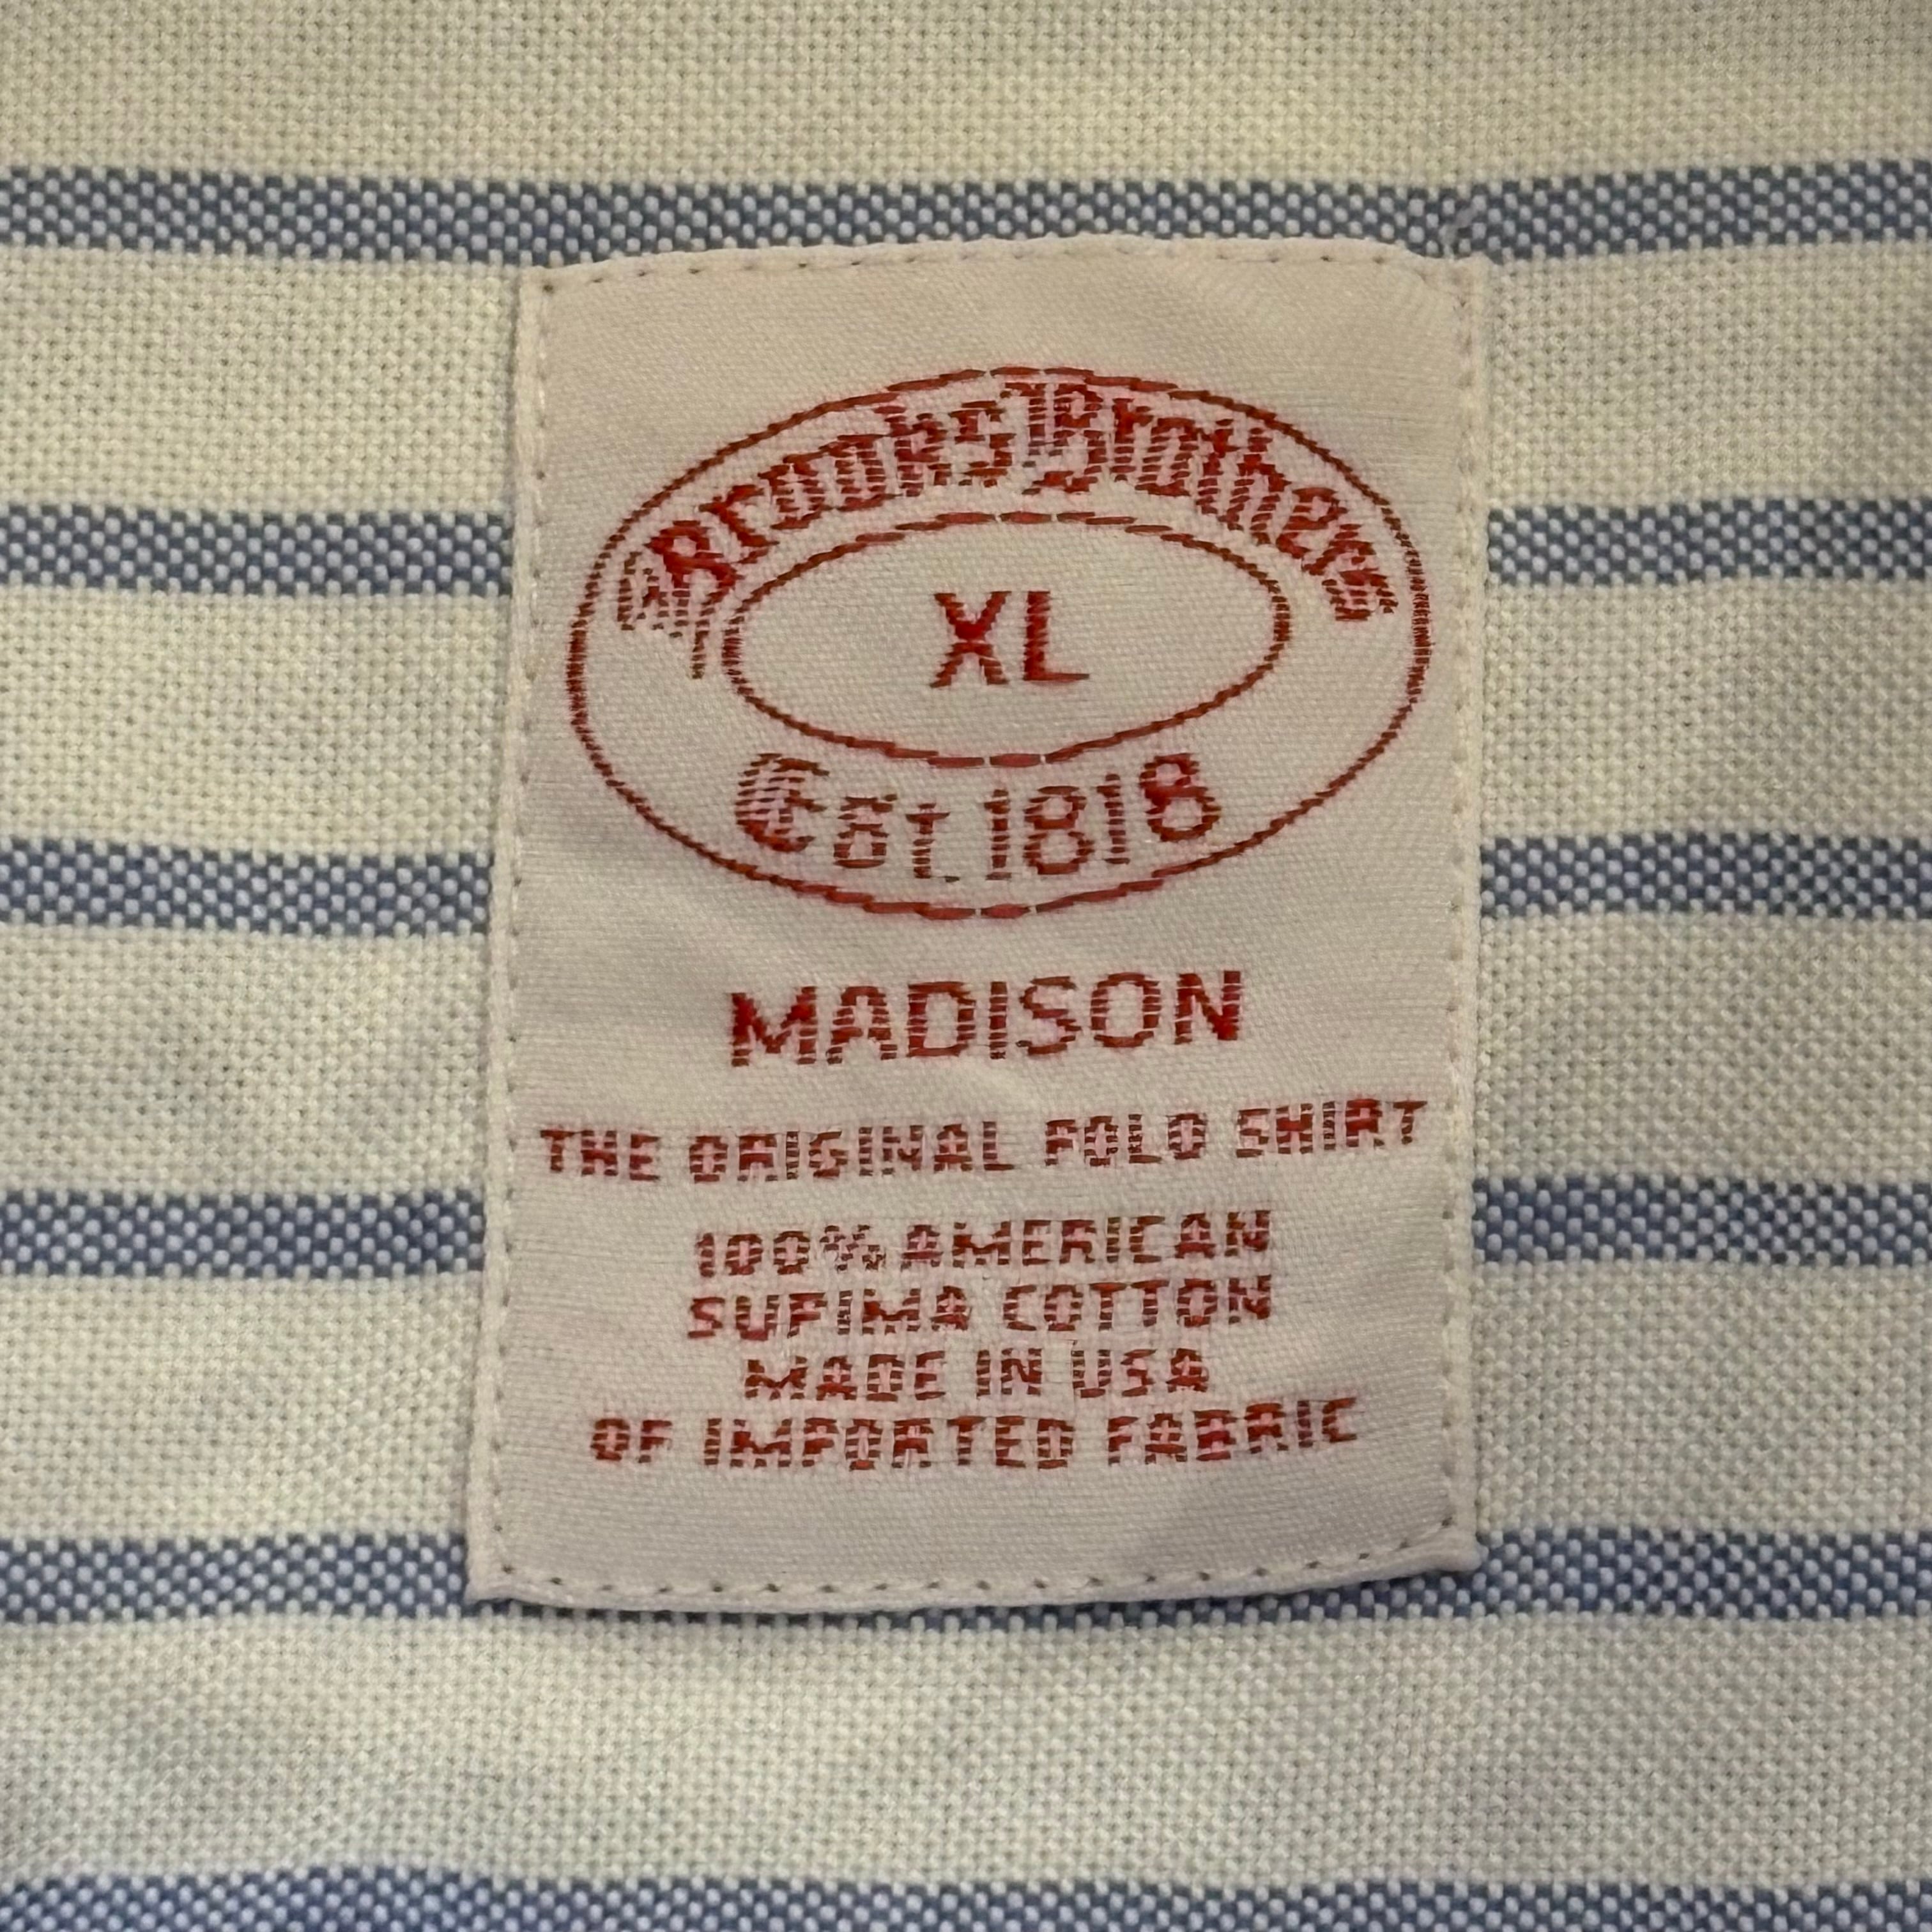 Brooks Brothers
XL
Est. 1818
MADISON
THE ORIGINAL POLO SHIRT
100% AMERICAN
SUPIMA COTTON
MADE IN USA
OF IMPORTED FABRIC